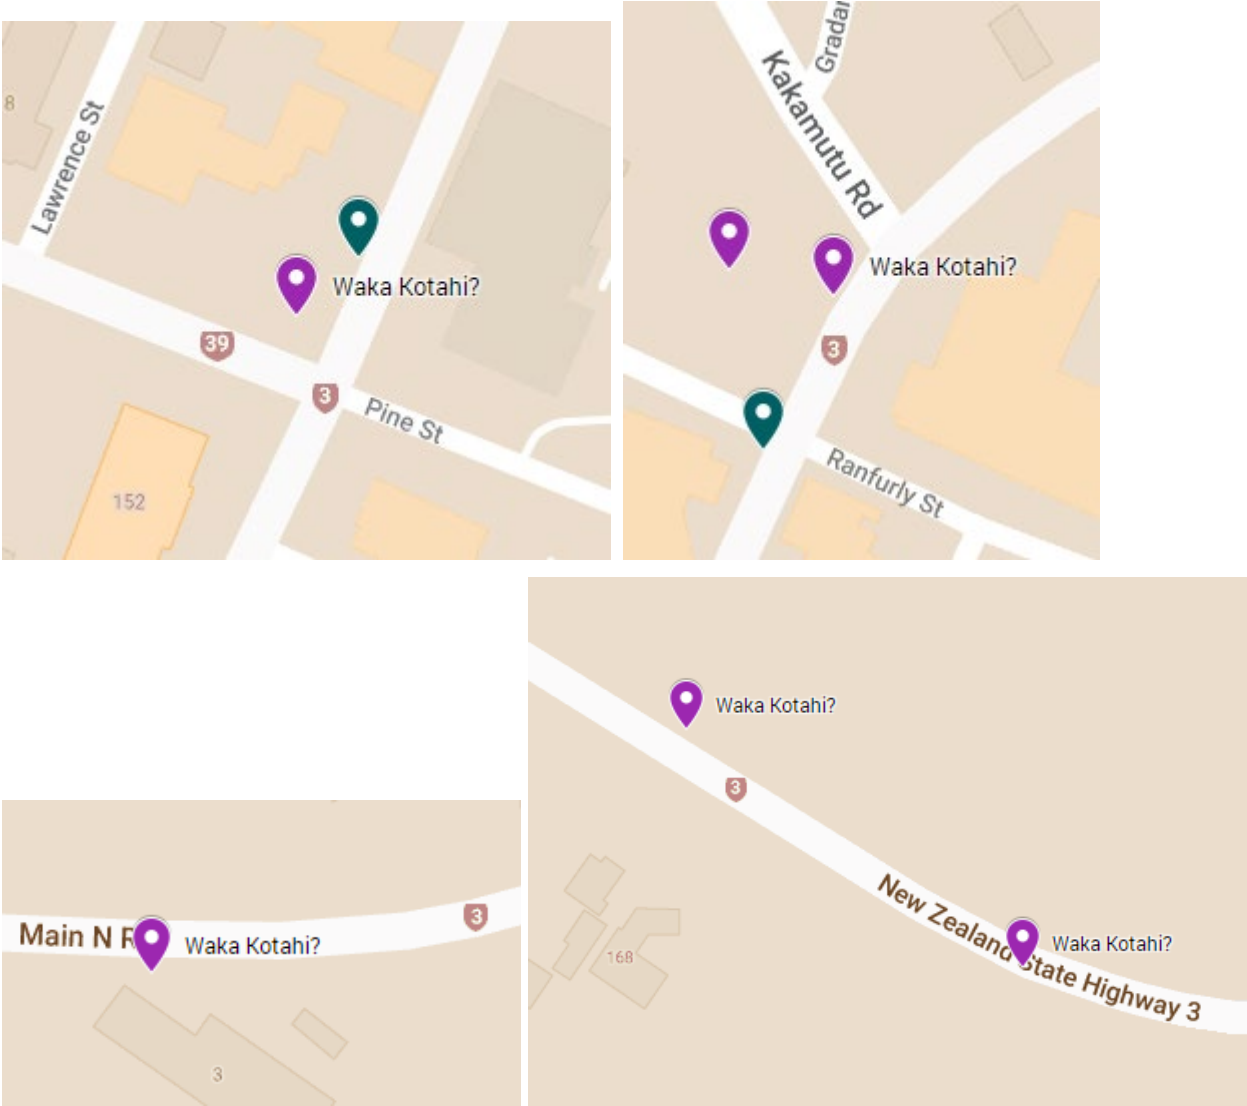 8
Lawrence St
Waka Kotahi?
39
3
Pine St
152
Kakamutu Rd
Waka Kotahi?
3
Ranfurly St
Main N R
Waka Kotahi?
3
3
Waka Kotahi?
3
New Zealand State Highway 3
Waka Kotahi?
168